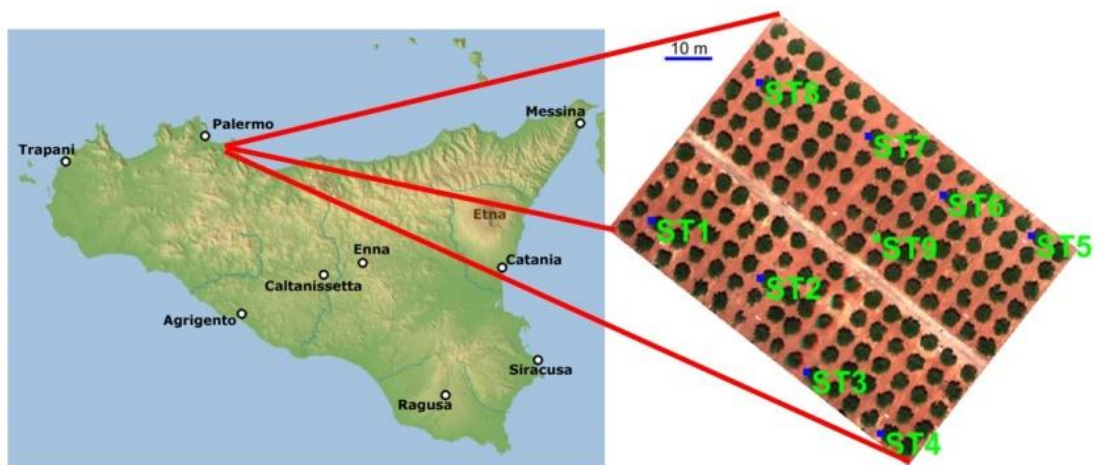 10 m
Palermo
Messina
Trapani
Etna
Enna
Catania
Caltanissetta
Agrigento
Siracusa
Ragusa
ST8
ST7
ST6
ST1
ST9
ST5
ST2
ST3
ST4